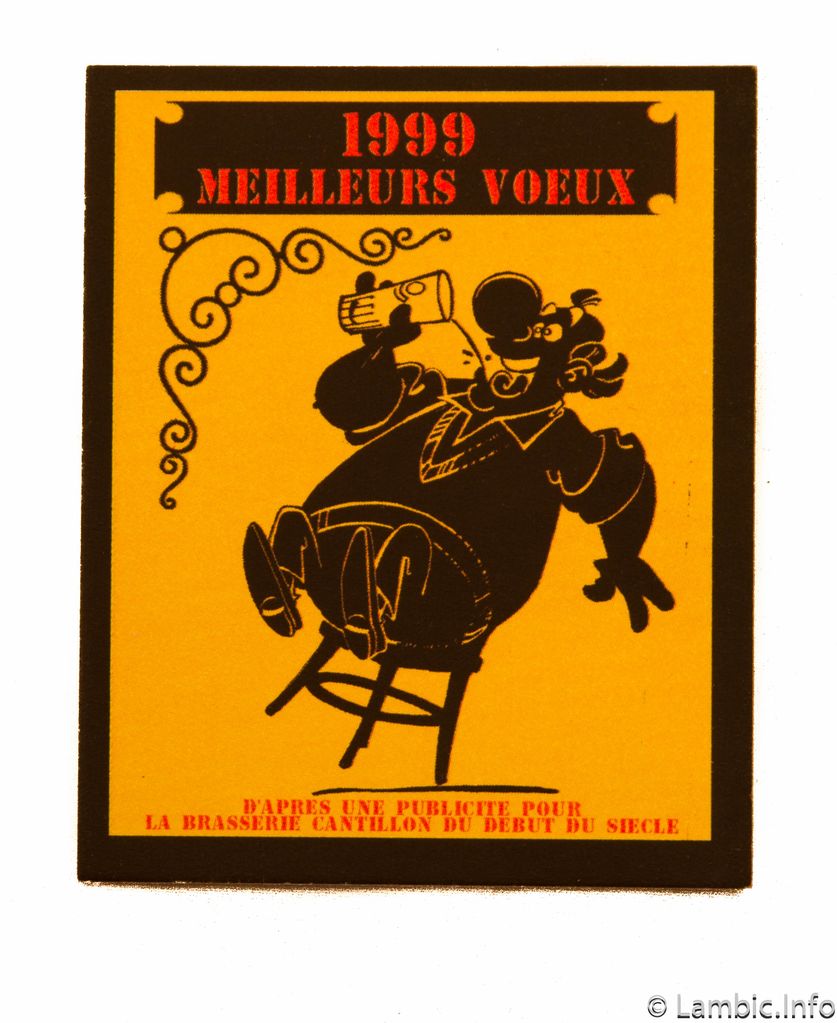 1999
MEILLEURS VOEUX
D'APRES UNE PUBLICITE POUR
LA BRASSERIE CANTILLON DU DEBUT DU SIECLE
© Lambic.Info